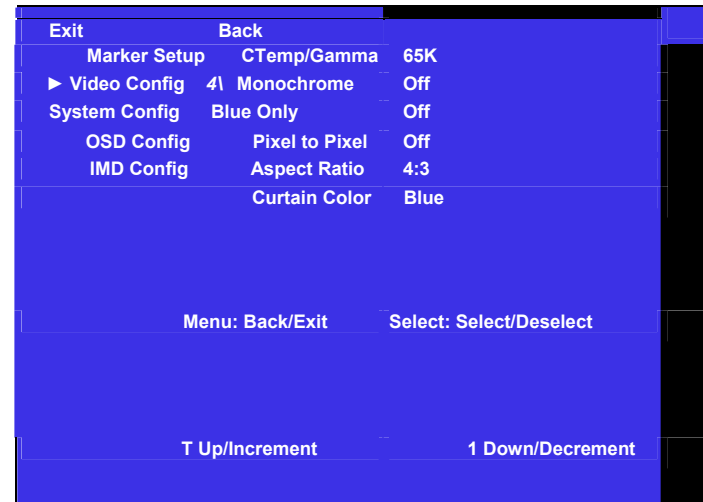 Exit Back
Marker Setup CTemp/Gamma 65K
► Video Config 4\ Monochrome Off
System Config Blue Only Off
OSD Config Pixel to Pixel Off
IMD Config Aspect Ratio 4:3
Curtain Color Blue
Menu: Back/Exit Select: Select/Deselect
T Up/Increment 1 Down/Decrement